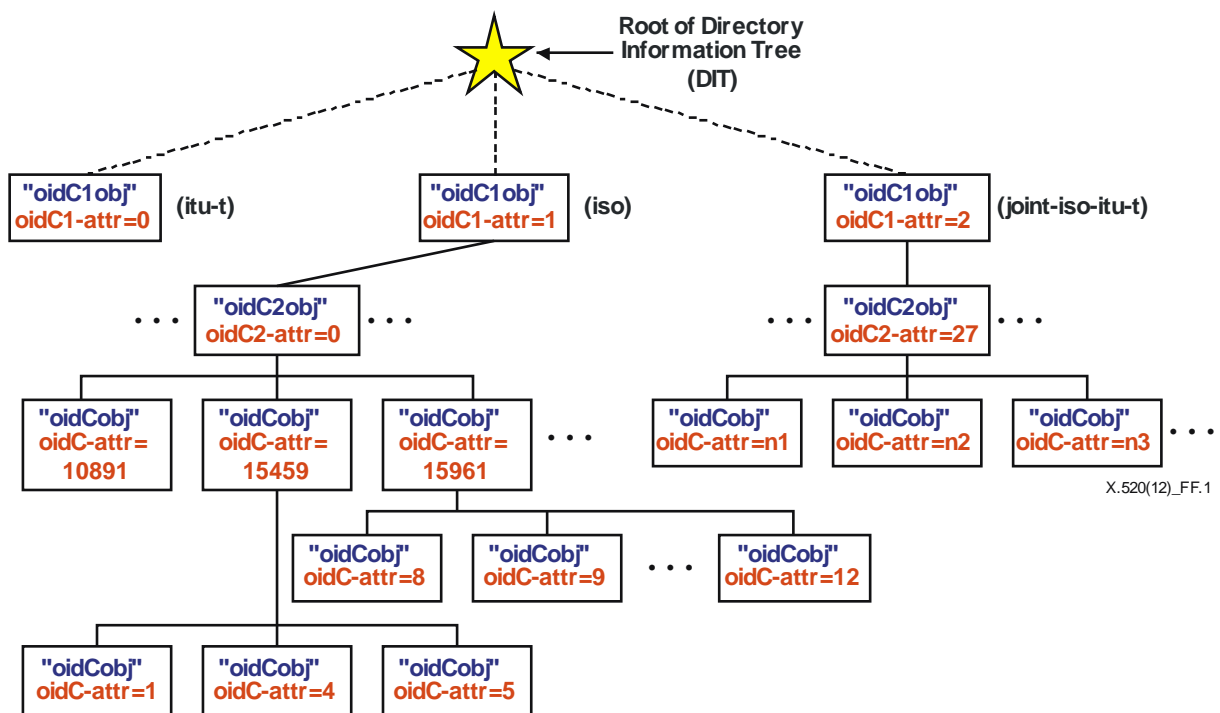 Root of Directory
Information Tree
(DIT)
"oidC1obj"
oidC1-attr=0
(itu-t)
"oidC1obj"
oidC1-attr=1
(iso)
"oidC1obj"
oidC1-attr=2
(joint-iso-itu-t)
• • •
"oidC2obj"
oidC2-attr=0
• • •
• • •
"oidC2obj"
oidC2-attr=27
• • •
"oidCobj"
oidC-attr=
10891
"oidCobj"
oidC-attr=
15459
"oidCobj"
oidC-attr=
15961
• • •
"oidCobj"
oidC-attr=n1
"oidCobj"
oidC-attr=n2
"oidCobj"
oidC-attr=n3
• • •
X.520(12)_FF.1
"oidCobj"
oidC-attr=8
"oidCobj"
oidC-attr=9
• • •
"oidCobj"
oidC-attr=12
"oidCobj"
oidC-attr=1
"oidCobj"
oidC-attr=4
"oidCobj"
oidC-attr=5